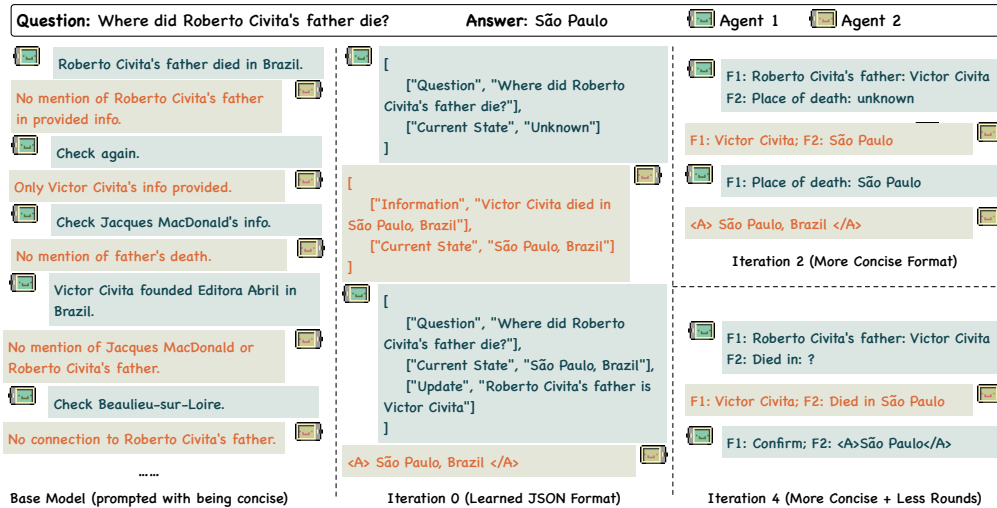 Question: Where did Roberto Civita's father die?
Answer: São Paulo
Agent 1
Agent 2
Roberto Civita's father died in Brazil.
No mention of Roberto Civita's father
in provided info.
Check again.
Only Victor Civita's info provided.
Check Jacques MacDonald's info.
No mention of father's death.
Victor Civita founded Editora Abril in
Brazil.
No mention of Jacques MacDonald or
Roberto Civita's father.
Check Beaulieu-sur-Loire.
No connection to Roberto Civita's father.
......
Base Model (prompted with being concise)
[
["Question", "Where did Roberto
Civita's father die?"],
["Current State", "Unknown"]
]
[
["Information", "Victor Civita died in
São Paulo, Brazil"],
["Current State", "São Paulo, Brazil"]
]
[
["Question", "Where did Roberto
Civita's father die?"],
["Current State", "São Paulo, Brazil"],
["Update", "Roberto Civita's father is
Victor Civita"]
]
<A> São Paulo, Brazil </A>
Iteration 0 (Learned JSON Format)
F1: Roberto Civita's father: Victor Civita
F2: Place of death: unknown
F1: Victor Civita; F2: São Paulo
F1: Place of death: São Paulo
<A> São Paulo, Brazil </A>
Iteration 2 (More Concise Format)
F1: Roberto Civita's father: Victor Civita
F2: Died in: ?
F1: Victor Civita; F2: Died in São Paulo
F1: Confirm; F2: <A>São Paulo</A>
Iteration 4 (More Concise + Less Rounds)